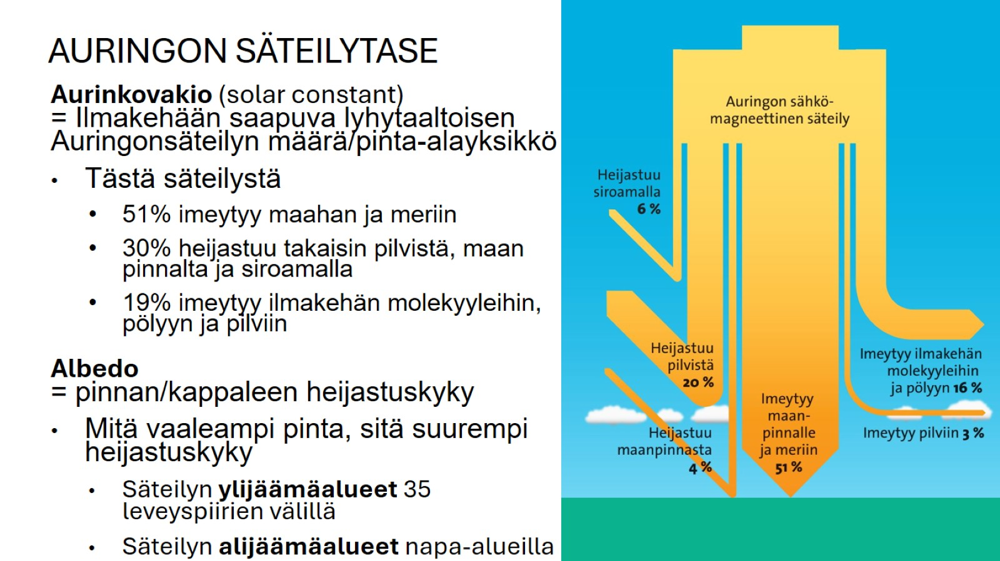 AURINGON SÄTEILYTASE
Aurinkovakio (solar constant)
= Ilmakehään saapuva lyhytaaltoisen
Auringonsäteilyn määrä/pinta-alayksikkö
• Tästä säteilystä
• 51% imeytyy maahan ja meriin
• 30% heijastuu takaisin pilvistä, maan
pinnalta ja siroamalla
• 19% imeytyy ilmakehän molekyyleihin,
pölyyn ja pilviin
Albedo
= pinnan/kappaleen heijastuskyky
• Mitä vaaleampi pinta, sitä suurempi
heijastuskyky
• Säteilyn ylijäämäalueet 35
leveyspiirien välillä
• Säteilyn alijäämäalueet napa-alueilla
Auringon sähkö-
magneettinen säteily
Heijastuu
siroamalla
6 %
Heijastuu
pilvistä
20 %
Heijastuu
maanpinnasta
4 %
Imeytyy
maan-
pinnalle
ja meriin
51 %
Imeytyy ilmakehän
molekyyleihin
ja pölyyn 16 %
Imeytyy pilviin 3 %